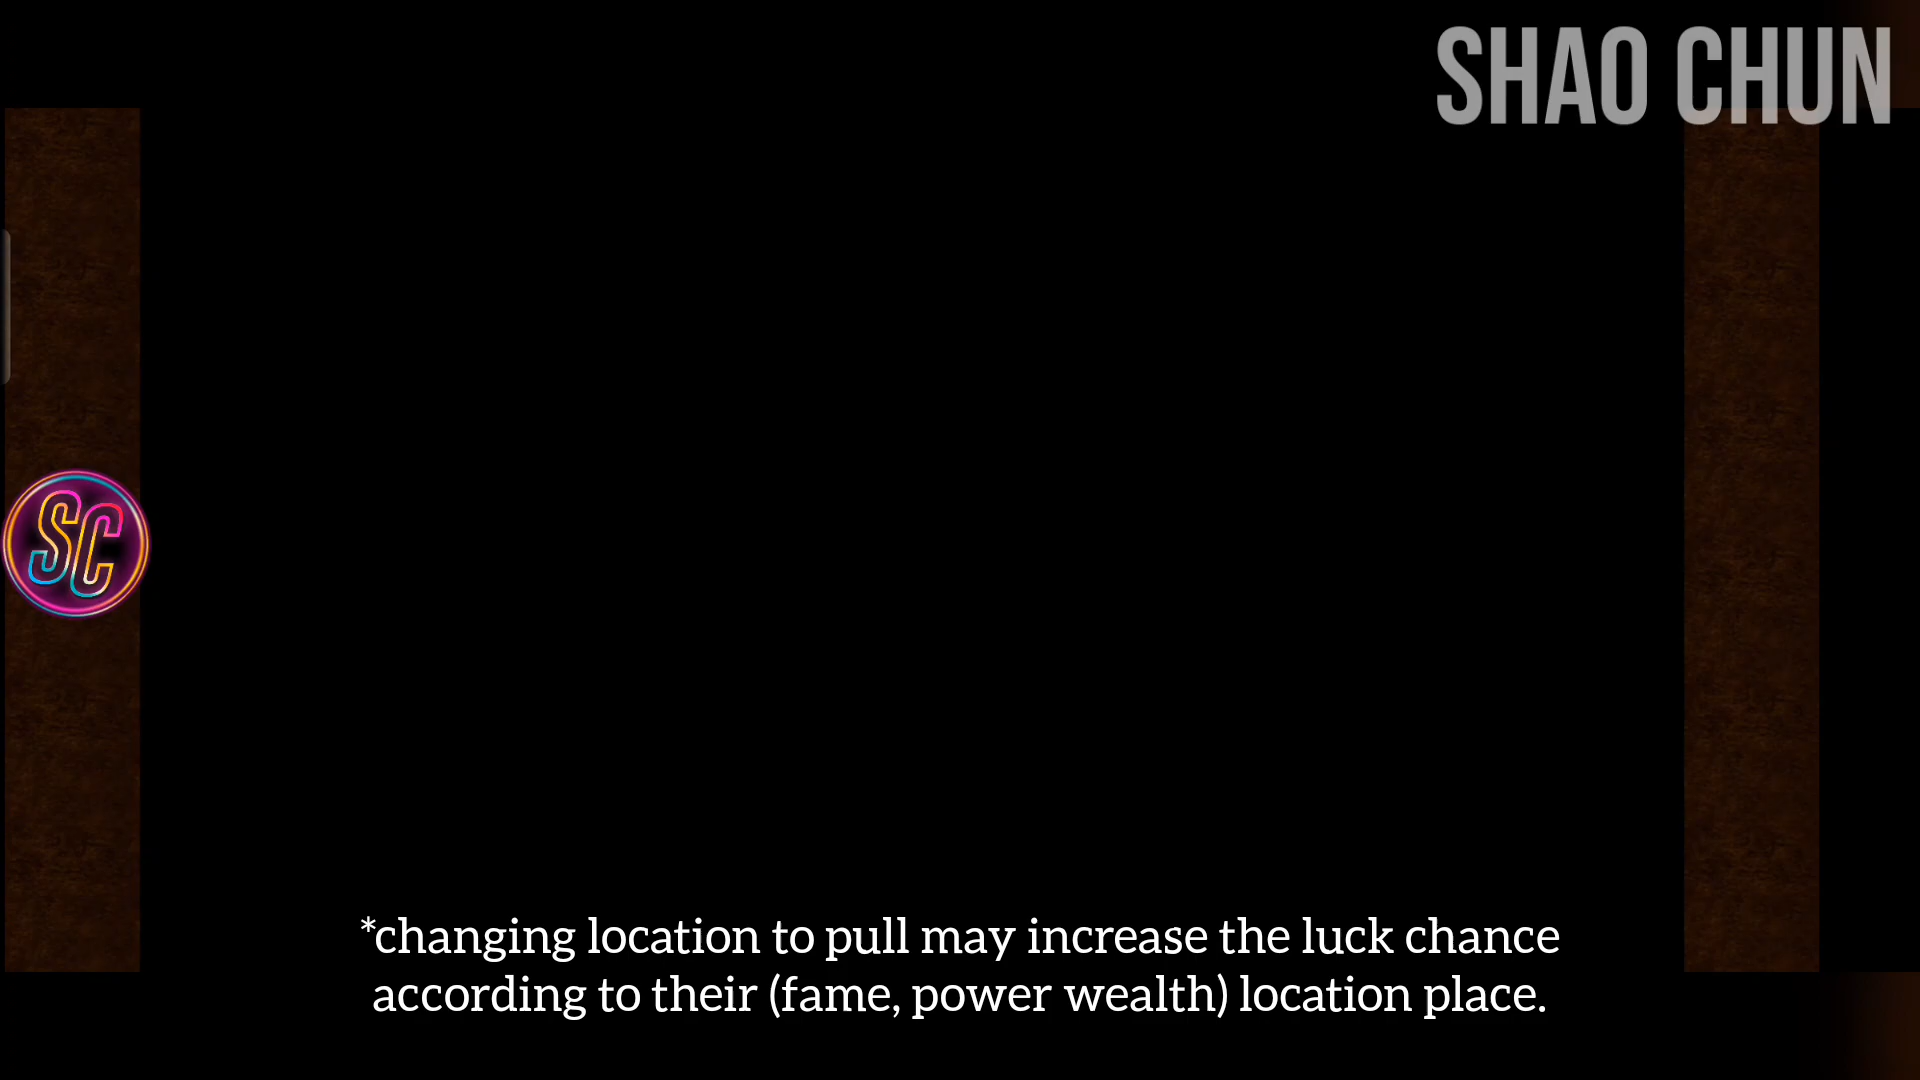 SHAO CHUN
SC
*changing location to pull may increase the luck chance
according to their (fame, power wealth) location place.